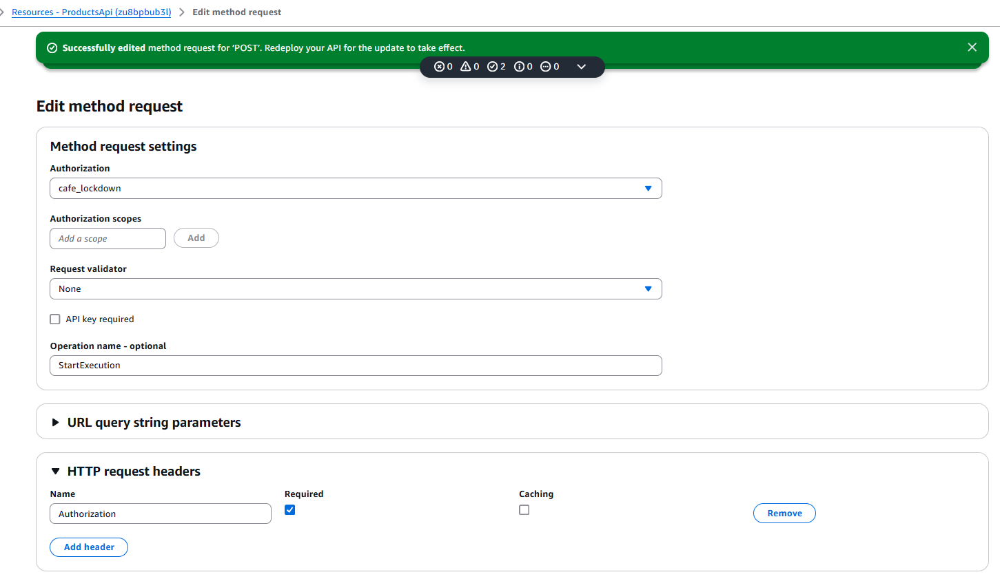 Resources - ProductsApi (zu8bpbub3l) > Edit method request
Successfully edited method request for ‘POST’. Redeploy your API for the update to take effect.
0 0 2 0 0
Edit method request
Method request settings
Authorization
cafe_lockdown
Authorization scopes
Add a scope Add
Request validator
None
API key required
Operation name - optional
StartExecution
URL query string parameters
HTTP request headers
Name Required Caching
Authorization Remove
Add header